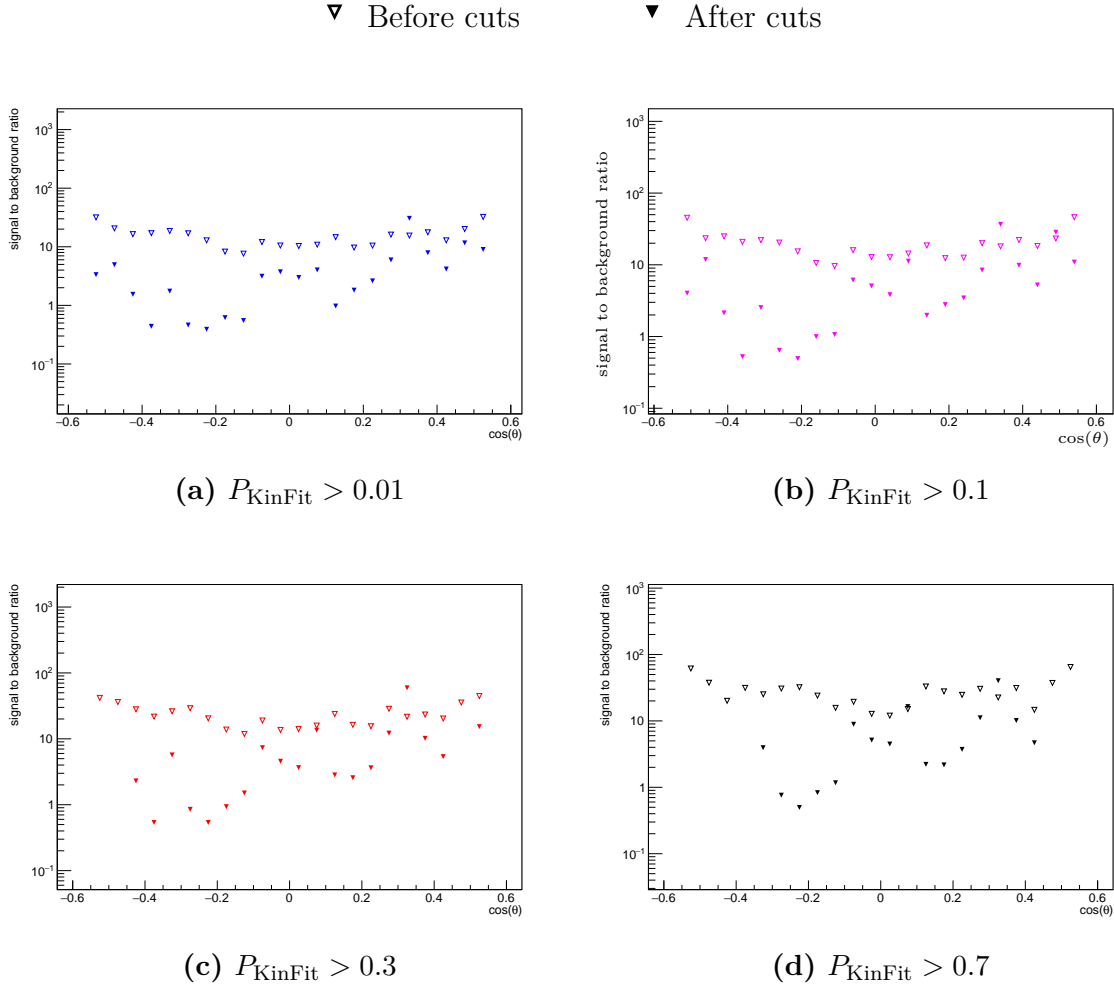 Before cuts After cuts
signal to background ratio
10³
10²
10
1
10⁻¹
−0.6 −0.4 −0.2 0 0.2 0.4 0.6
cos(θ)
(a) P_KinFit > 0.01
signal to background ratio
10³
10²
10
1
10⁻¹
−0.6 −0.4 −0.2 0 0.2 0.4 0.6
cos(θ)
(b) P_KinFit > 0.1
signal to background ratio
10³
10²
10
1
10⁻¹
−0.6 −0.4 −0.2 0 0.2 0.4 0.6
cos(θ)
(c) P_KinFit > 0.3
signal to background ratio
10³
10²
10
1
10⁻¹
−0.6 −0.4 −0.2 0 0.2 0.4 0.6
cos(θ)
(d) P_KinFit > 0.7